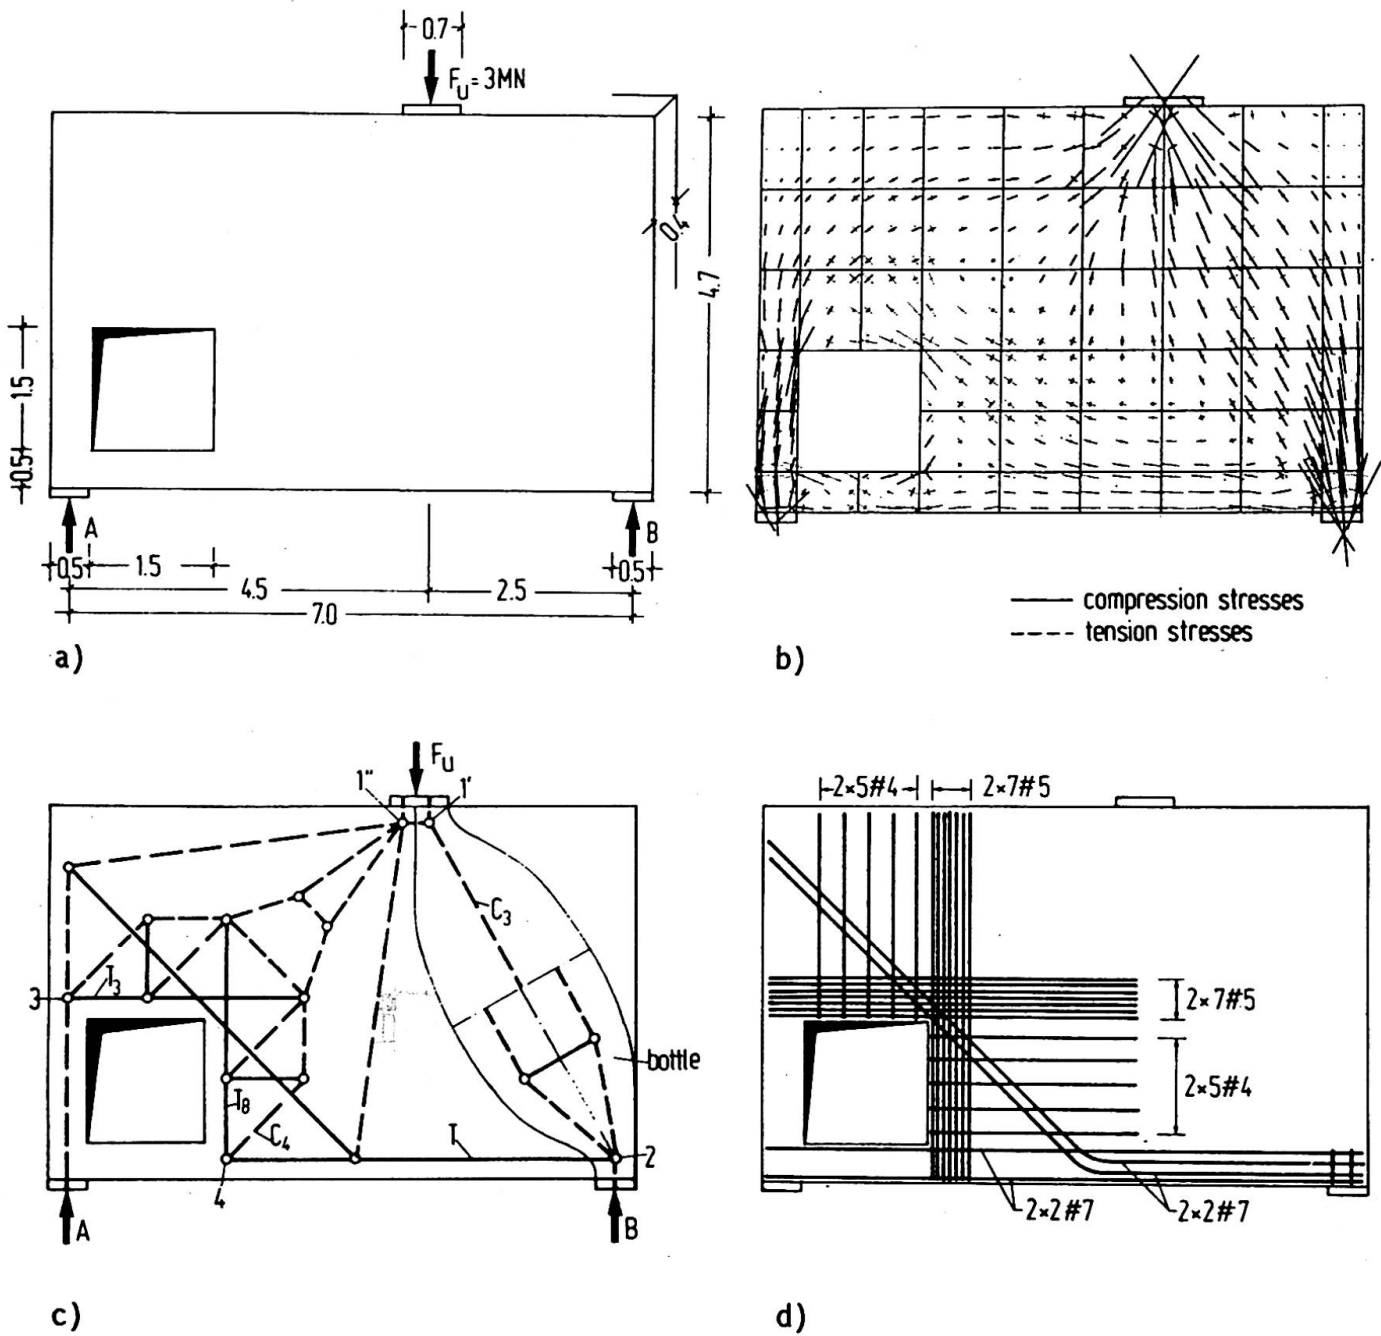 0.7
F_U = 3MN
0.4
4.7
1.5
0.5
A
B
0.5
1.5
0.5
4.5
2.5
7.0
a)
compression stresses
tension stresses
b)
F_U
1''
1'
C_3
T_3
3
bottle
T_8
C_4
T
2
4
A
B
c)
2×5#4
2×7#5
2×7#5
2×5#4
2×2#7
2×2#7
d)